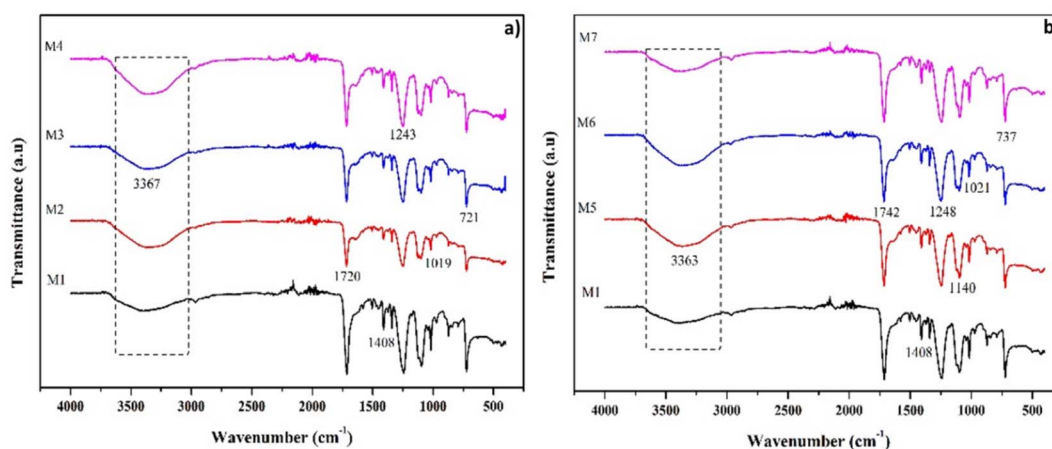 a)
M4
1243
M3
3367
721
M2
1720
1019
M1
1408
Transmittance (a.u)
4000 3500 3000 2500 2000 1500 1000 500
Wavenumber (cm-1)
b)
M7
737
M6
1742 1248 1021
M5
3363
1140
M1
1408
Transmittance (a.u)
4000 3500 3000 2500 2000 1500 1000 500
Wavenumber (cm-1)